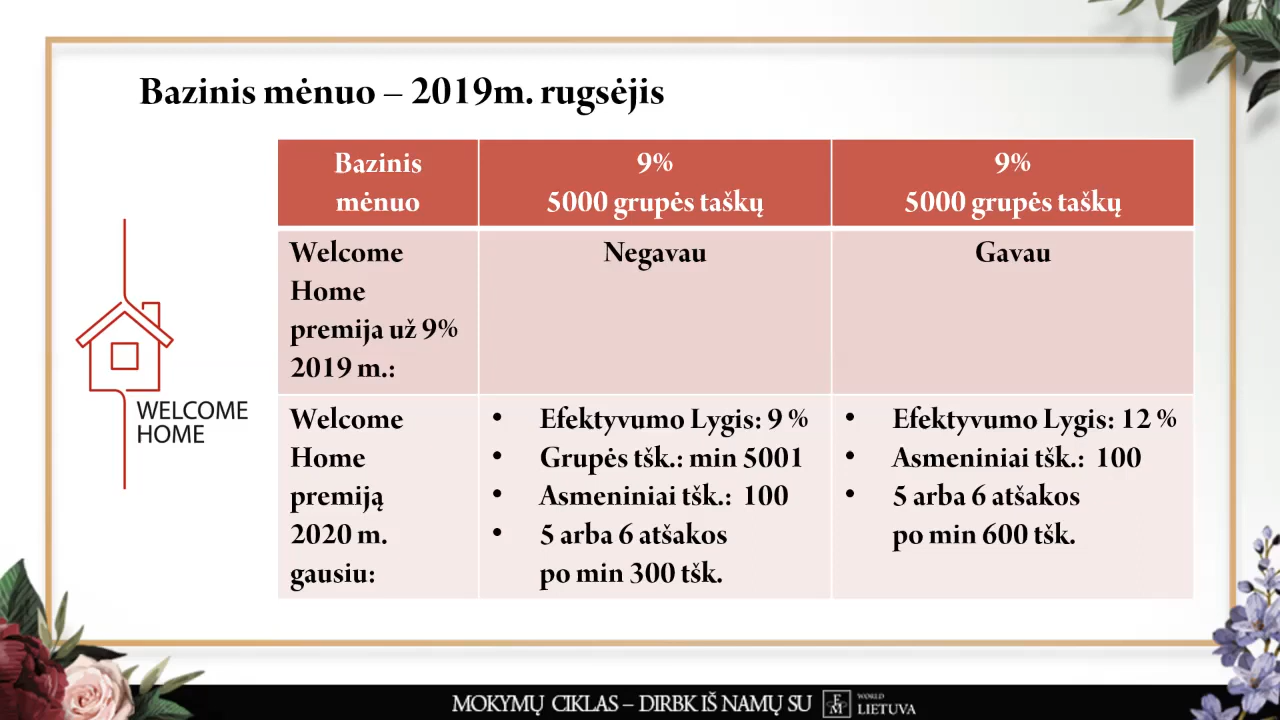 Bazinis mėnuo – 2019m. rugsėjis
Bazinis
mėnuo
9%
5000 grupės taškų
9%
5000 grupės taškų
Welcome
Home
premija už 9%
2019 m.:
Negavau
Gavau
Welcome
Home
premiją
2020 m.
gausiu:
• Efektyvumo Lygis: 9 %
• Grupės tšk.: min 5001
• Asmeniniai tšk.: 100
• 5 arba 6 atšakos
po min 300 tšk.
• Efektyvumo Lygis: 12 %
• Asmeniniai tšk.: 100
• 5 arba 6 atšakos
po min 600 tšk.
WELCOME
HOME
MOKYMŲ CIKLAS – DIRBK IŠ NAMŲ SU
FM
WORLD
LIETUVA